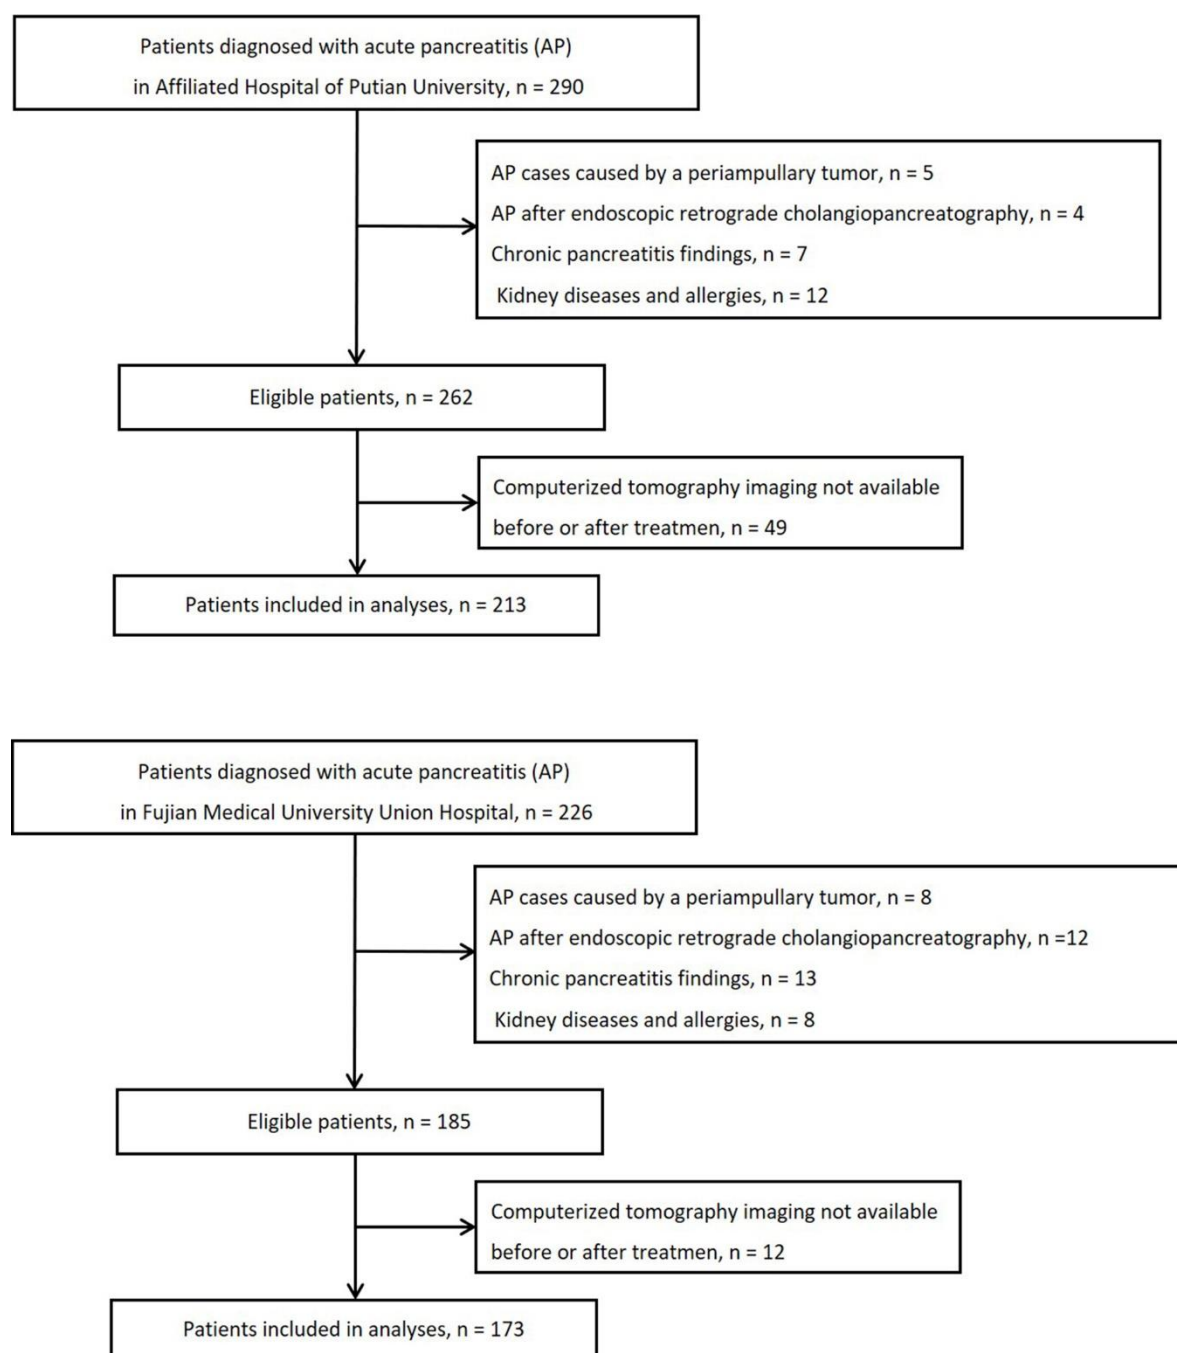 Patients diagnosed with acute pancreatitis (AP)
in Affiliated Hospital of Putian University, n = 290
AP cases caused by a periampullary tumor, n = 5
AP after endoscopic retrograde cholangiopancreatography, n = 4
Chronic pancreatitis findings, n = 7
Kidney diseases and allergies, n = 12
Eligible patients, n = 262
Computerized tomography imaging not available
before or after treatmen, n = 49
Patients included in analyses, n = 213
Patients diagnosed with acute pancreatitis (AP)
in Fujian Medical University Union Hospital, n = 226
AP cases caused by a periampullary tumor, n = 8
AP after endoscopic retrograde cholangiopancreatography, n =12
Chronic pancreatitis findings, n = 13
Kidney diseases and allergies, n = 8
Eligible patients, n = 185
Computerized tomography imaging not available
before or after treatmen, n = 12
Patients included in analyses, n = 173